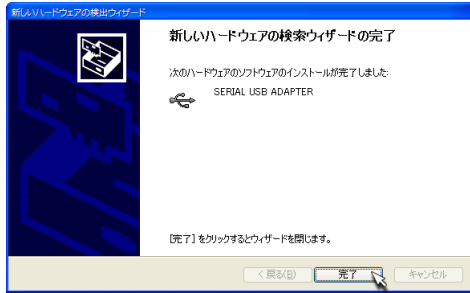 新しいハードウェアの検出ウィザード
新しいハードウェアの検索ウィザードの完了
次のハードウェアのソフトウェアのインストールが完了しました:
SERIAL USB ADAPTER
[完了] をクリックするとウィザードを閉じます。
< 戻る(B)
完了
キャンセル